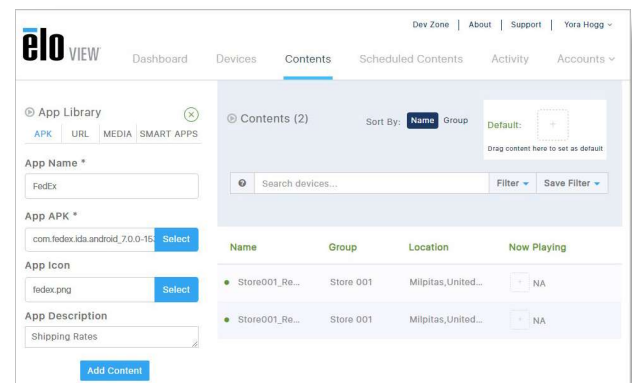 Dev Zone | About | Support | Yora Hogg
ēlo VIEW
Dashboard Devices Contents Scheduled Contents Activity Accounts
App Library
APK URL MEDIA SMART APPS
App Name *
FedEx
App APK *
com.fedex.ida.android_7.0.0-153 Select
App Icon
fedex.png Select
App Description
Shipping Rates
Add Content
Contents (2)
Sort By: Name Group
Default: +
Drag content here to set as default
? Search devices... Filter Save Filter
Name Group Location Now Playing
Store001_Re... Store 001 Milpitas,United... + NA
Store001_Re... Store 001 Milpitas,United... + NA